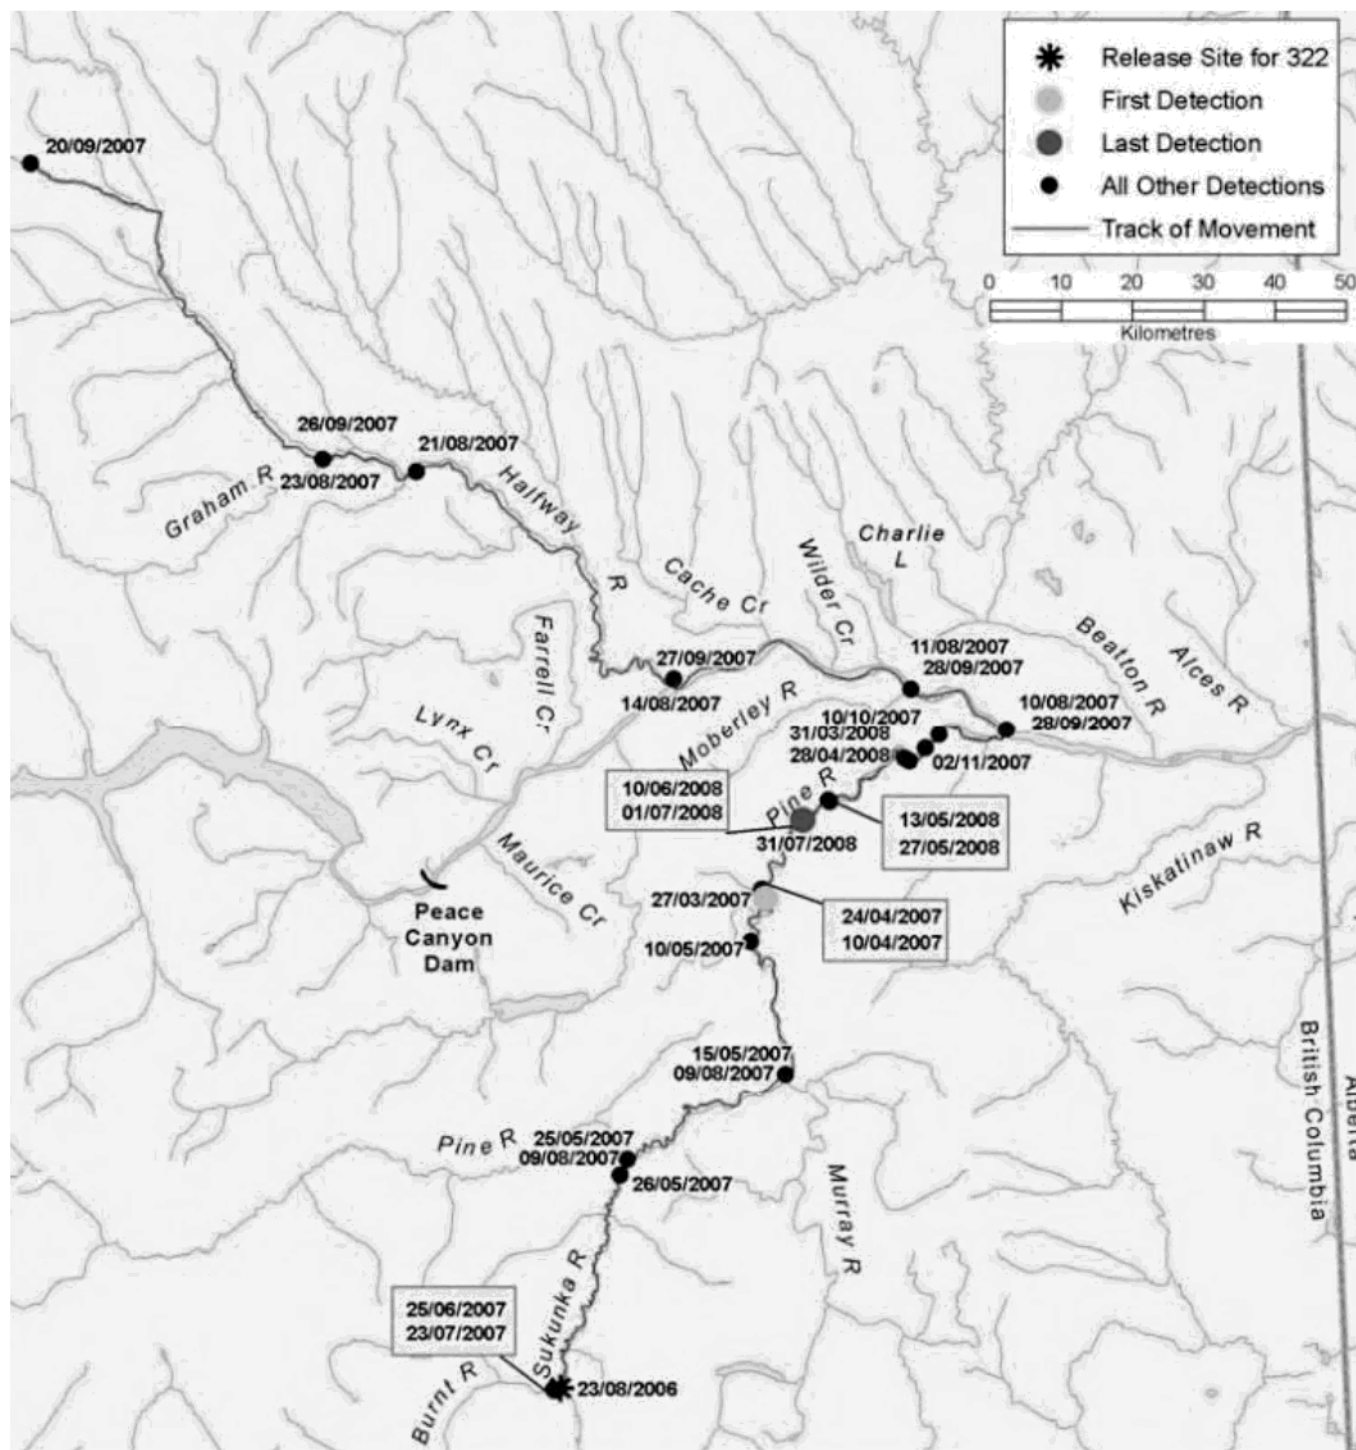 Release Site for 322
First Detection
Last Detection
All Other Detections
Track of Movement
0 10 20 30 40 50
Kilometres
20/09/2007
26/09/2007
21/08/2007
23/08/2007
Graham R
Halfway
R
Cache Cr
Wilder Cr
Charlie
L
Farrell Cr
Beatton R
Alces R
11/08/2007
28/09/2007
27/09/2007
14/08/2007
Moberley R
Lynx Cr
10/08/2007
28/09/2007
10/10/2007
31/03/2008
28/04/2008
02/11/2007
10/06/2008
01/07/2008
Pine R
13/05/2008
27/05/2008
31/07/2008
Maurice Cr
Kiskatinaw R
27/03/2007
24/04/2007
10/04/2007
Peace
Canyon
Dam
10/05/2007
15/05/2007
09/08/2007
British Columbia
Alberta
Pine R
25/05/2007
09/08/2007
26/05/2007
Murray R
Sukunka R
25/06/2007
23/07/2007
Burnt R
23/08/2006